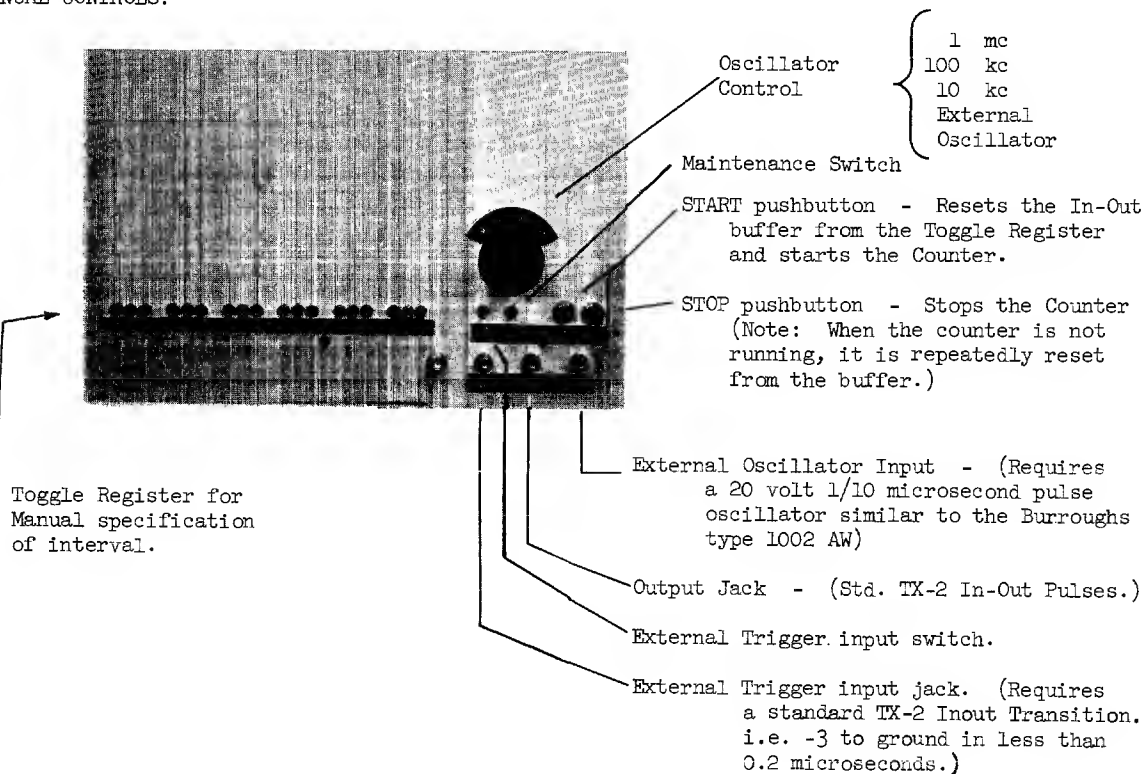 CONTROLS.
Oscillator
Control
1 mc
100 kc
10 kc
External
Oscillator
Maintenance Switch
START pushbutton - Resets the In-Out
buffer from the Toggle Register
and starts the Counter.
STOP pushbutton - Stops the Counter
(Note: When the counter is not
running, it is repeatedly reset
from the buffer.)
External Oscillator Input - (Requires
a 20 volt 1/10 microsecond pulse
oscillator similar to the Burroughs
type 1002 AW)
Toggle Register for
Manual specification
of interval.
Output Jack - (Std. TX-2 In-Out Pulses.)
External Trigger input switch.
External Trigger input jack. (Requires
a standard TX-2 Inout Transition.
i.e. -3 to ground in less than
0.2 microseconds.)